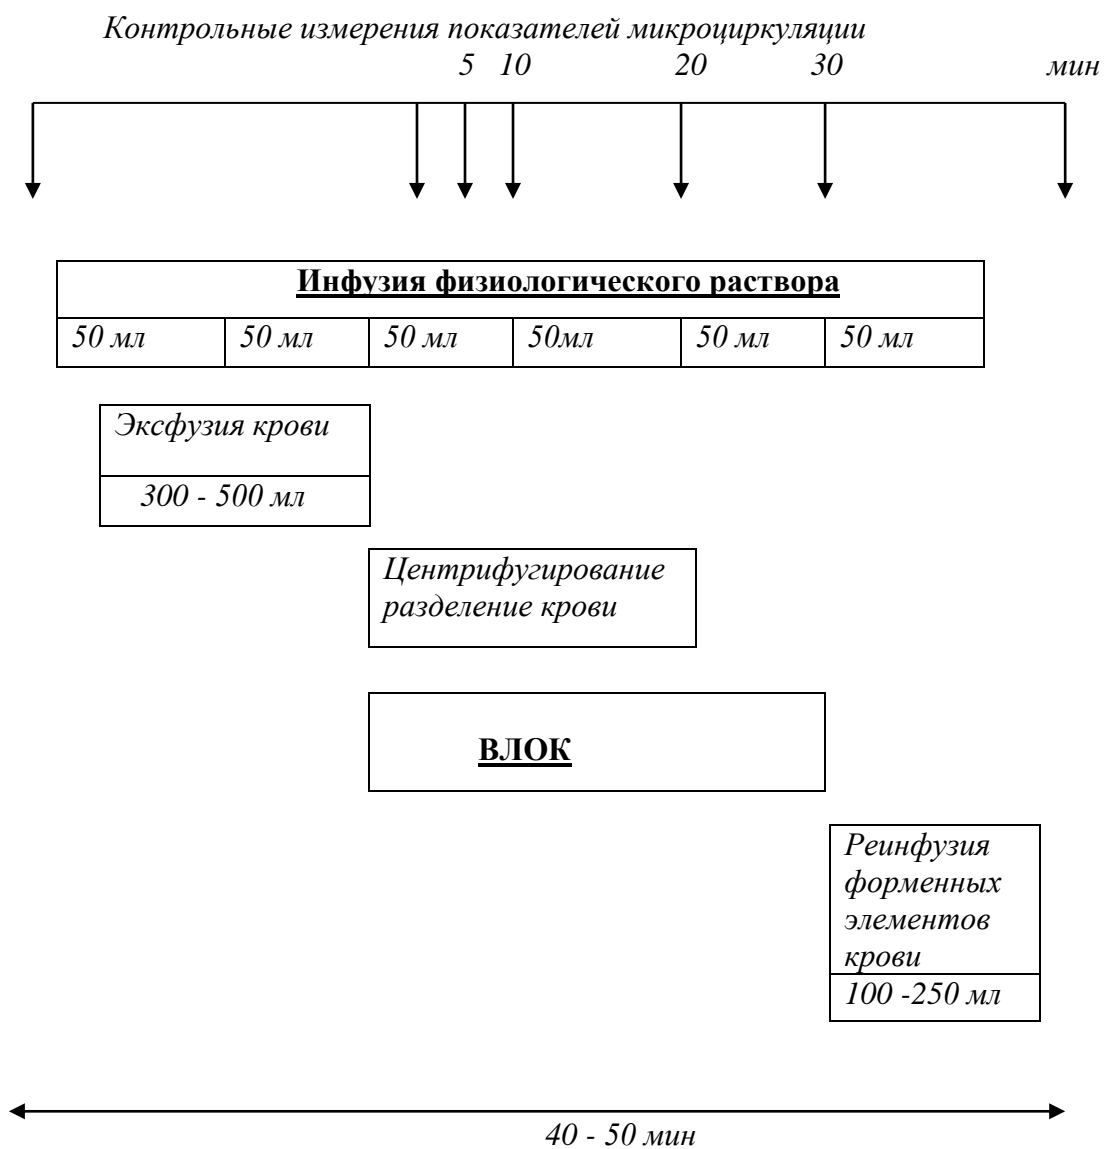 Контрольные измерения показателей микроциркуляции
5 10 20 30 мин
Инфузия физиологического раствора
50 мл 50 мл 50 мл 50мл 50 мл 50 мл
Эксфузия крови
300 - 500 мл
Центрифугирование
разделение крови
ВЛОК
Реинфузия
форменных
элементов
крови
100 -250 мл
40 - 50 мин